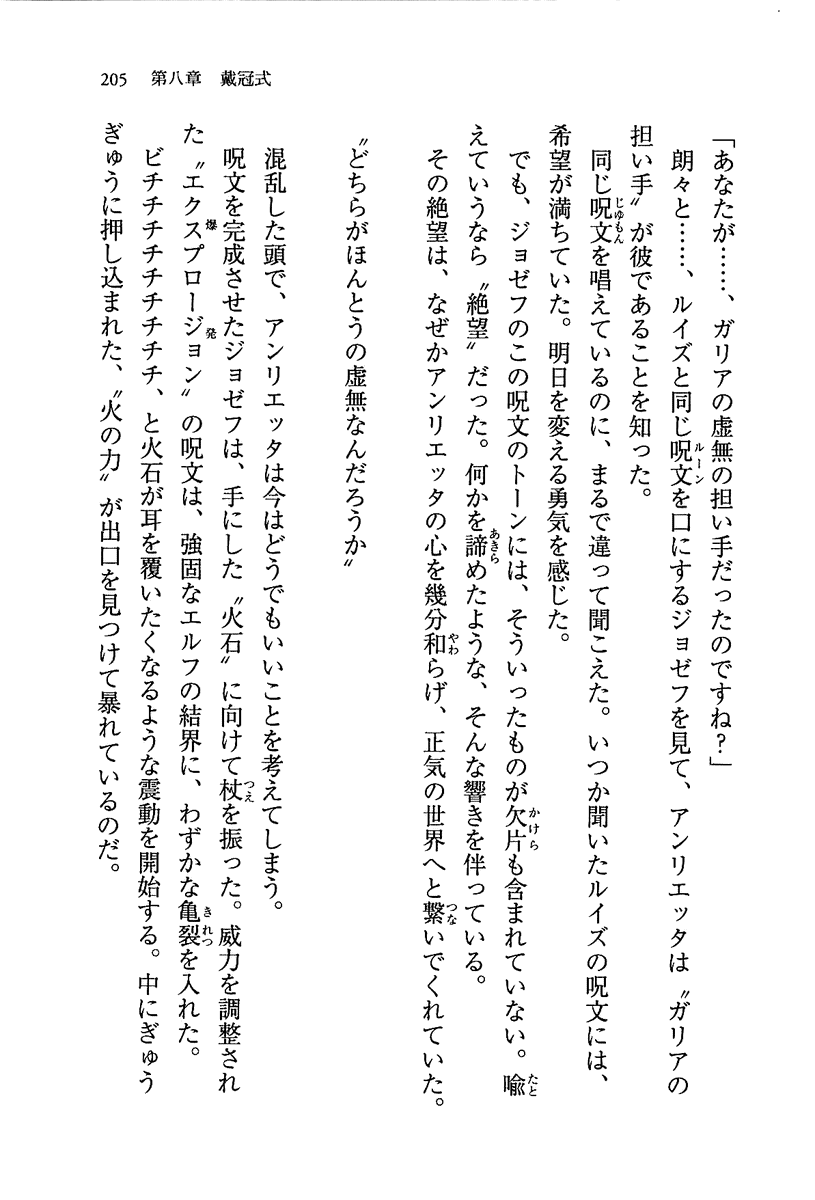 205　第八章　戴冠式
「あなたが……、ガリアの虚無の担い手だったのですね？」
　朗々と……、ルイズと同じ呪文を口にするジョゼフを見て、アンリエッタは〝ガリアの
担い手〟が彼であることを知った。
　同じ呪文を唱えているのに、まるで違って聞こえた。いつか聞いたルイズの呪文には、
希望が満ちていた。明日を変える勇気を感じた。
　でも、ジョゼフのこの呪文のトーンには、そういったものが欠片も含まれていない。喩
えていうなら〝絶望〟だった。何かを諦めたような、そんな響きを伴っている。
　その絶望は、なぜかアンリエッタの心を幾分和らげ、正気の世界へと繋いでくれていた。
〝どちらがほんとうの虚無なんだろうか〟
　混乱した頭で、アンリエッタは今はどうでもいいことを考えてしまう。
　呪文を完成させたジョゼフは、手にした〝火石〟に向けて杖を振った。威力を調整され
た〝エクスプロージョン〟の呪文は、強固なエルフの結界に、わずかな亀裂を入れた。
　ビチチチチチチチチチ、と火石が耳を覆いたくなるような震動を開始する。中にぎゅう
ぎゅうに押し込まれた、〝火の力〟が出口を見つけて暴れているのだ。